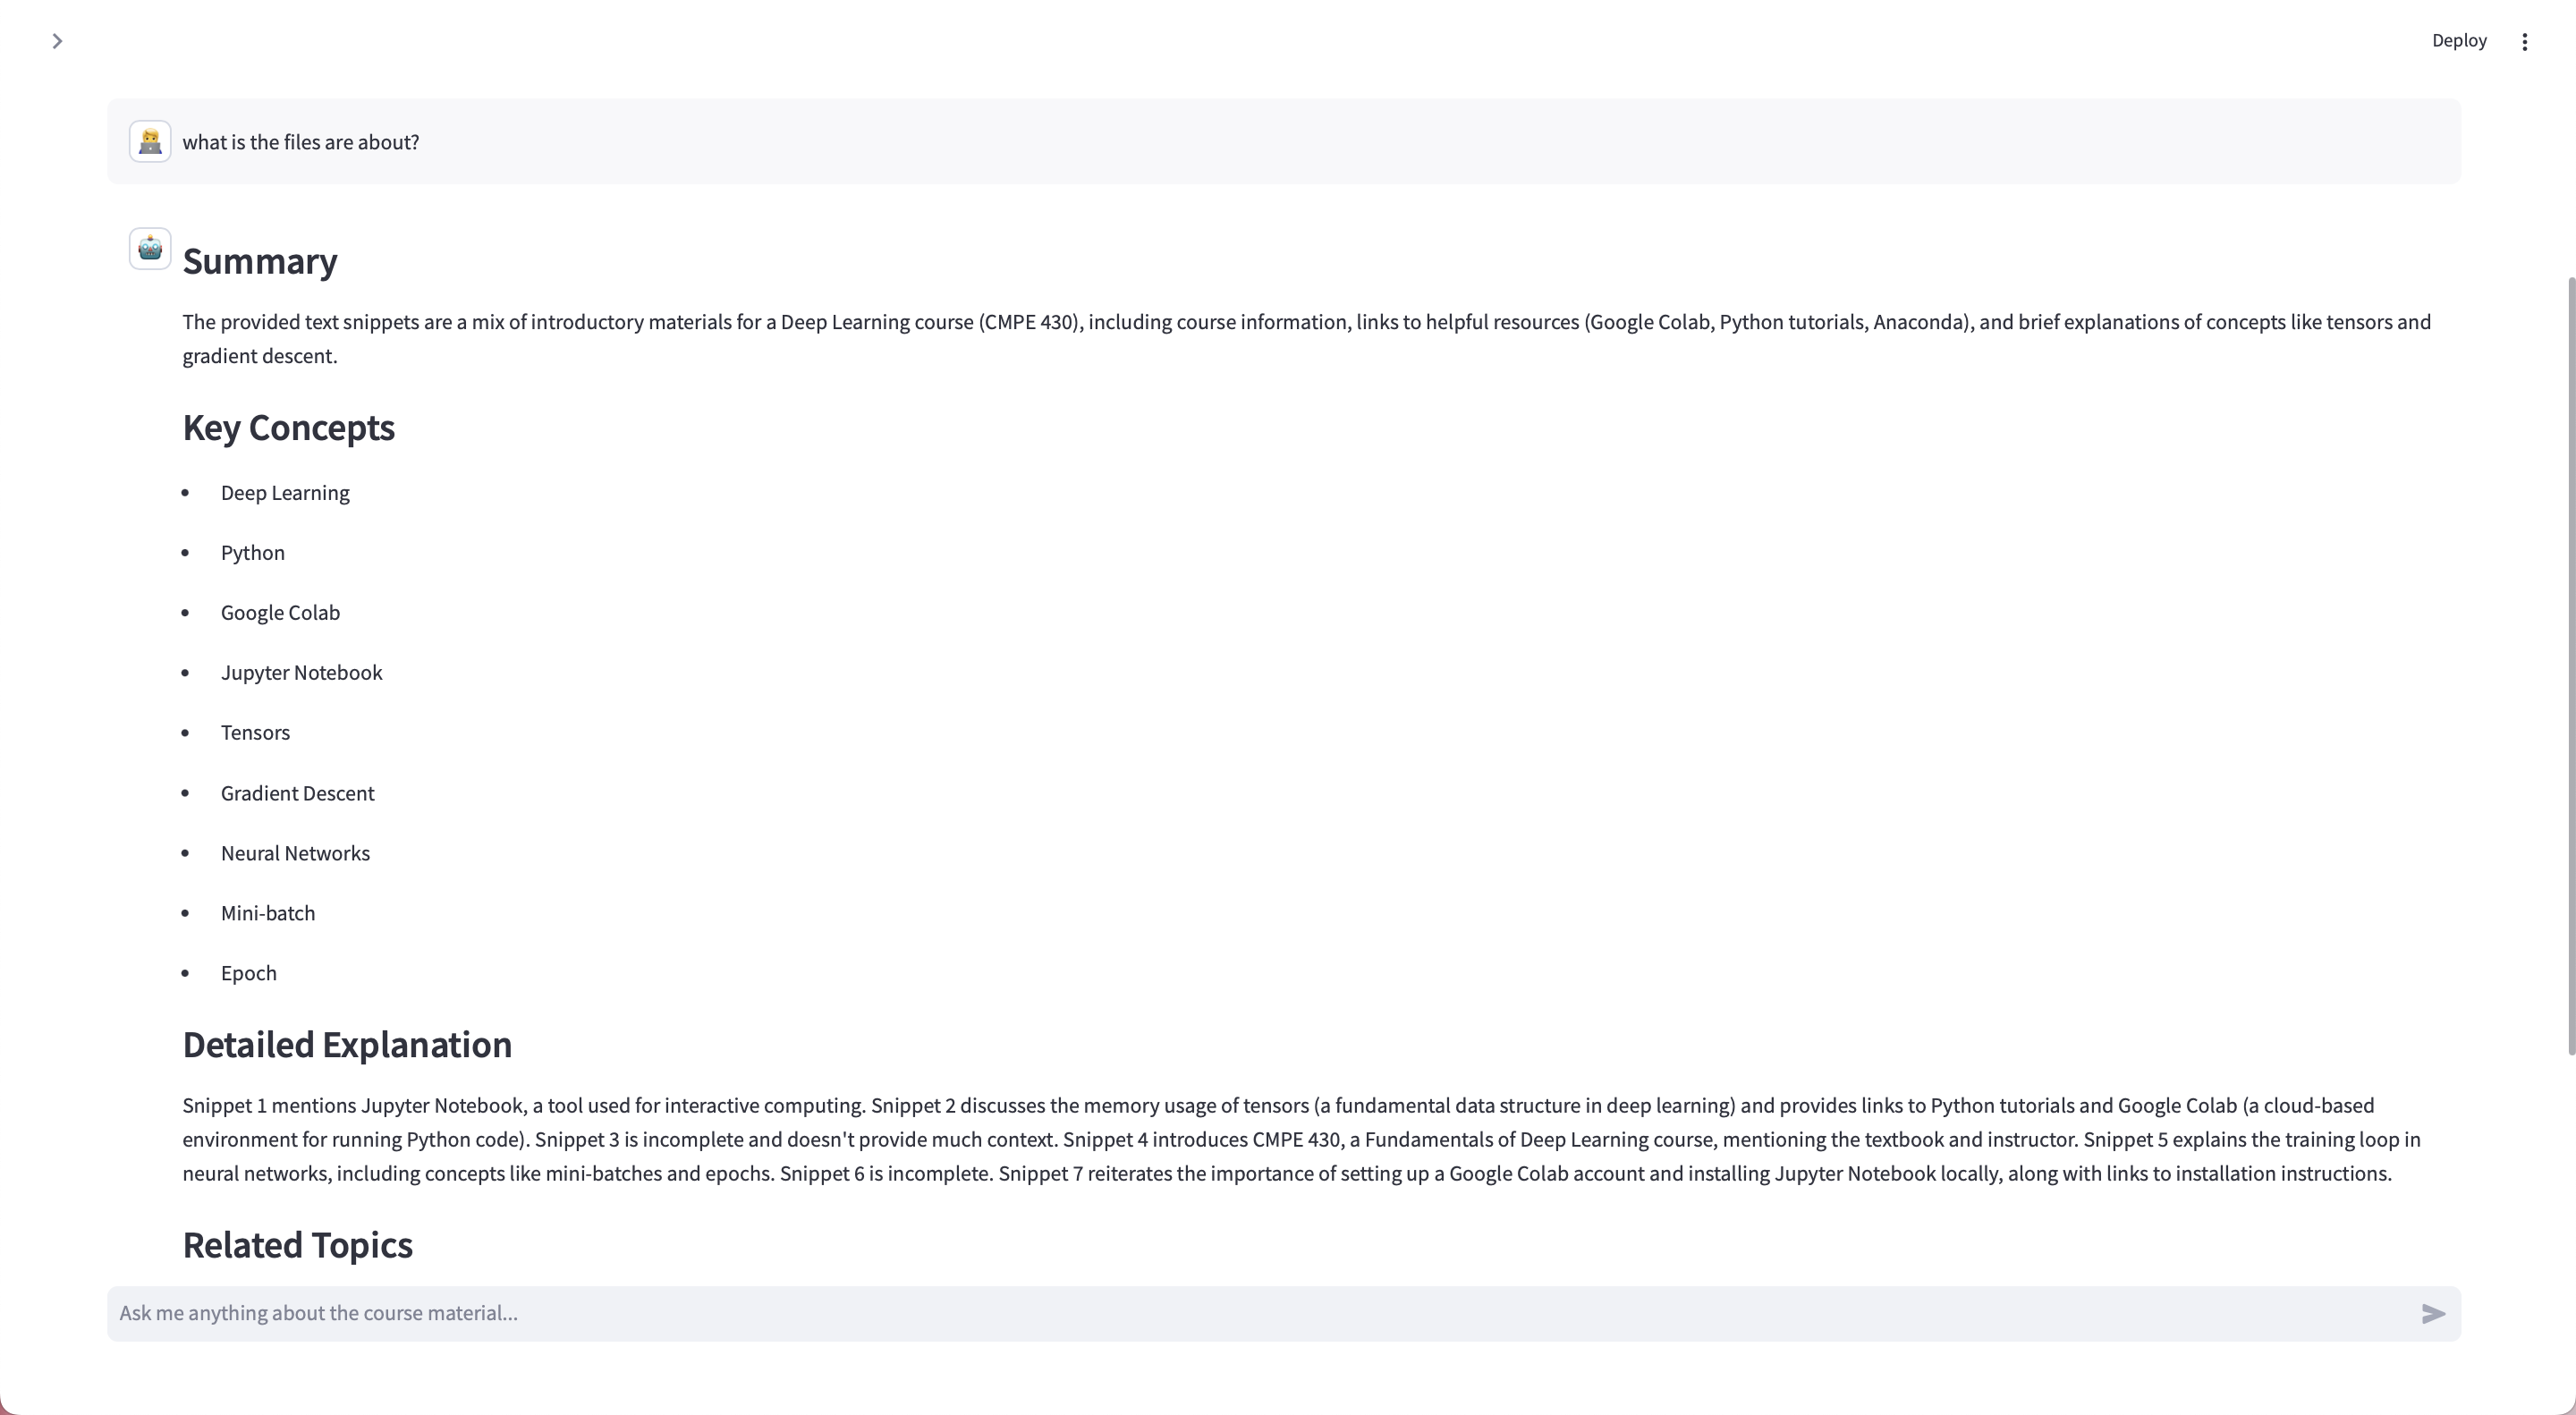 Deploy
what is the files are about?
Summary
The provided text snippets are a mix of introductory materials for a Deep Learning course (CMPE 430), including course information, links to helpful resources (Google Colab, Python tutorials, Anaconda), and brief explanations of concepts like tensors and
gradient descent.
Key Concepts
• Deep Learning
• Python
• Google Colab
• Jupyter Notebook
• Tensors
• Gradient Descent
• Neural Networks
• Mini-batch
• Epoch
Detailed Explanation
Snippet 1 mentions Jupyter Notebook, a tool used for interactive computing. Snippet 2 discusses the memory usage of tensors (a fundamental data structure in deep learning) and provides links to Python tutorials and Google Colab (a cloud-based
environment for running Python code). Snippet 3 is incomplete and doesn't provide much context. Snippet 4 introduces CMPE 430, a Fundamentals of Deep Learning course, mentioning the textbook and instructor. Snippet 5 explains the training loop in
neural networks, including concepts like mini-batches and epochs. Snippet 6 is incomplete. Snippet 7 reiterates the importance of setting up a Google Colab account and installing Jupyter Notebook locally, along with links to installation instructions.
Related Topics
Ask me anything about the course material...